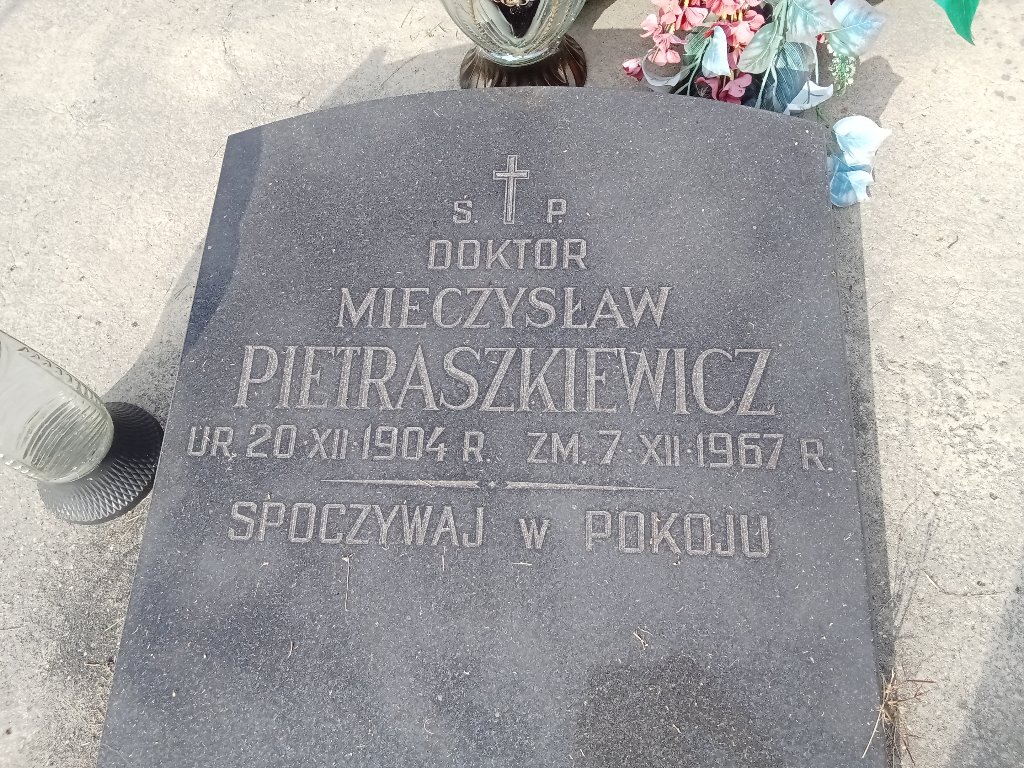 Ś. P.
DOKTOR
MIECZYSŁAW
PIETRASZKIEWICZ
UR. 20·XII·1904 R. ZM. 7·XII·1967 R.
SPOCZYWAJ W POKOJU